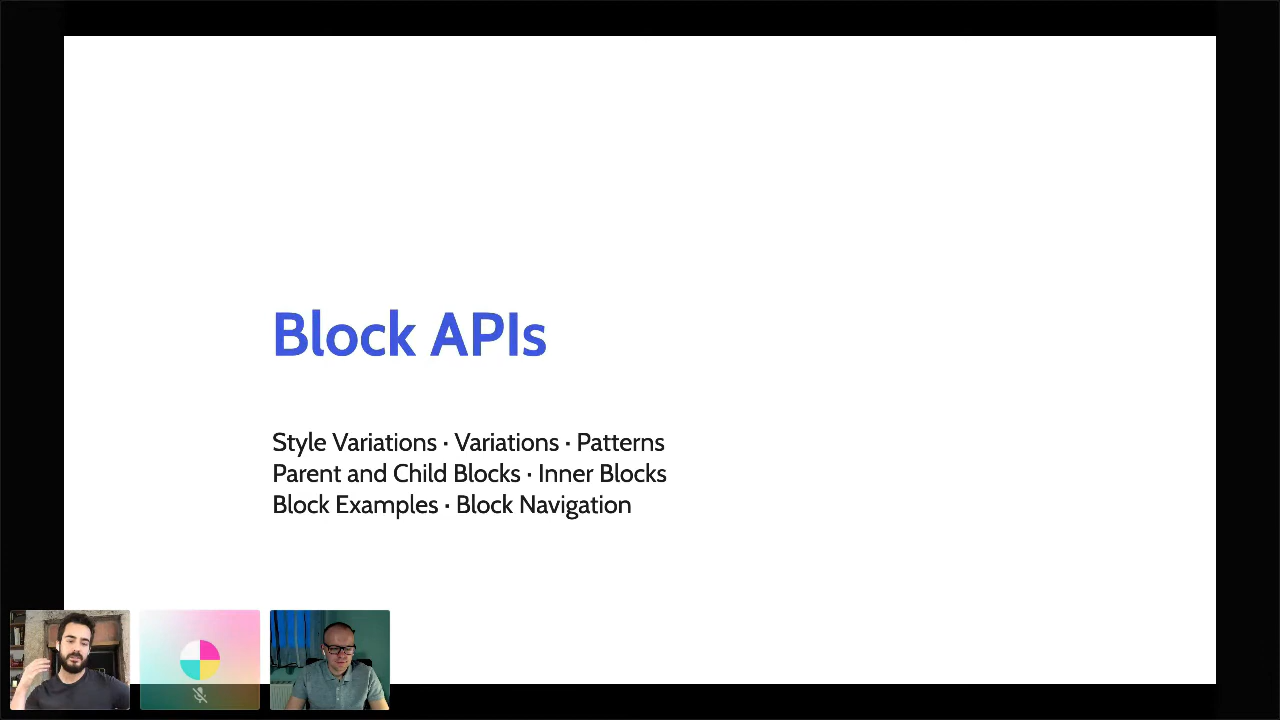 Block APIs
Style Variations · Variations · Patterns
Parent and Child Blocks · Inner Blocks
Block Examples · Block Navigation